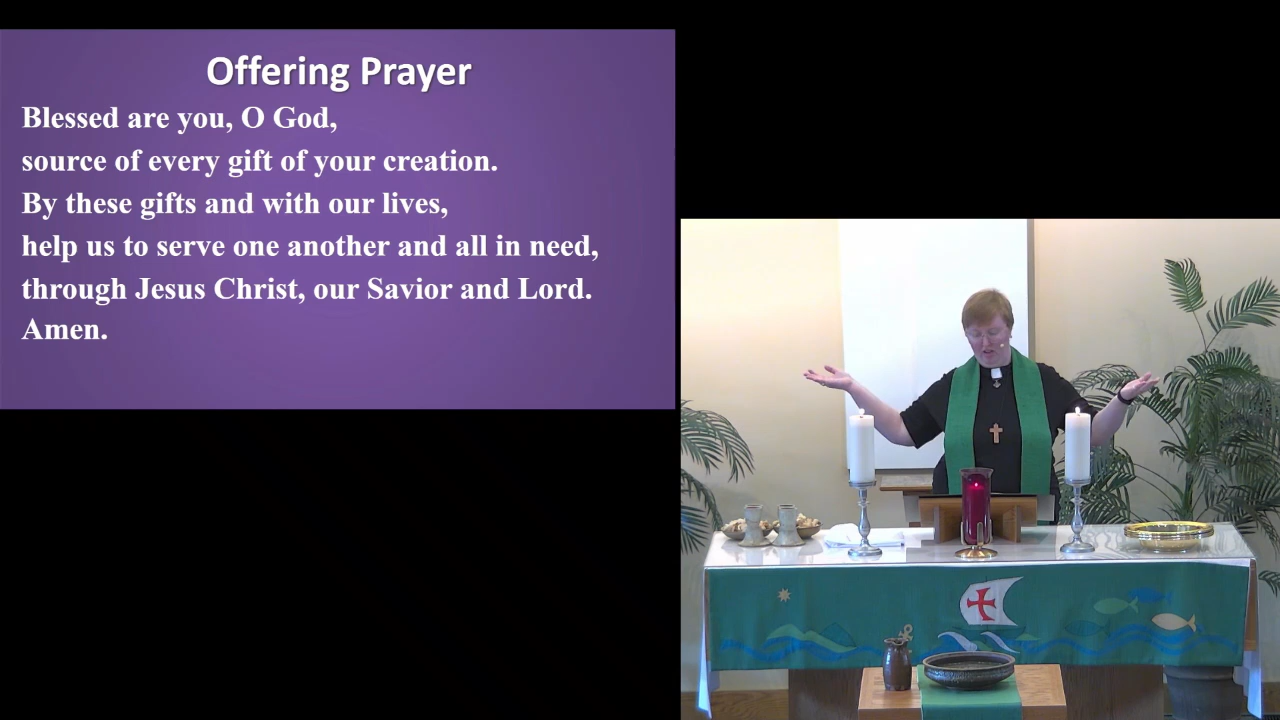 Offering Prayer
Blessed are you, O God,
source of every gift of your creation.
By these gifts and with our lives,
help us to serve one another and all in need,
through Jesus Christ, our Savior and Lord.
Amen.